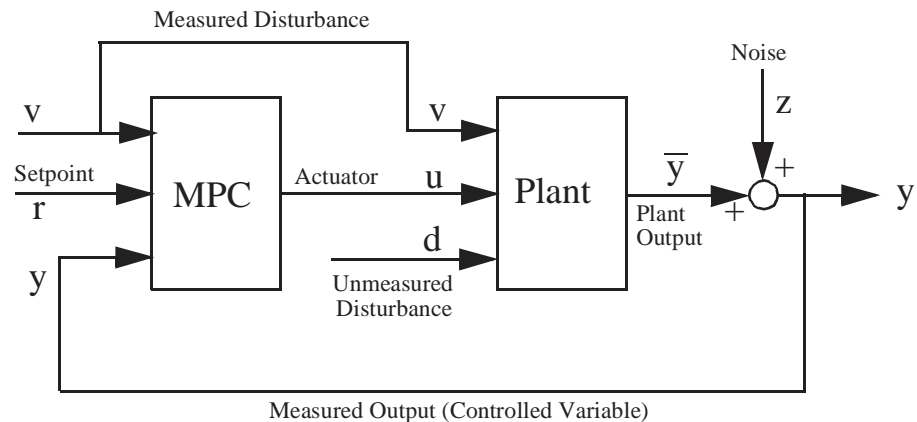 Measured Disturbance
Noise
v
v
z
Setpoint
r
MPC
Actuator
u
Plant
y̅
+
+
y
Plant
Output
d
y
Unmeasured
Disturbance
Measured Output (Controlled Variable)